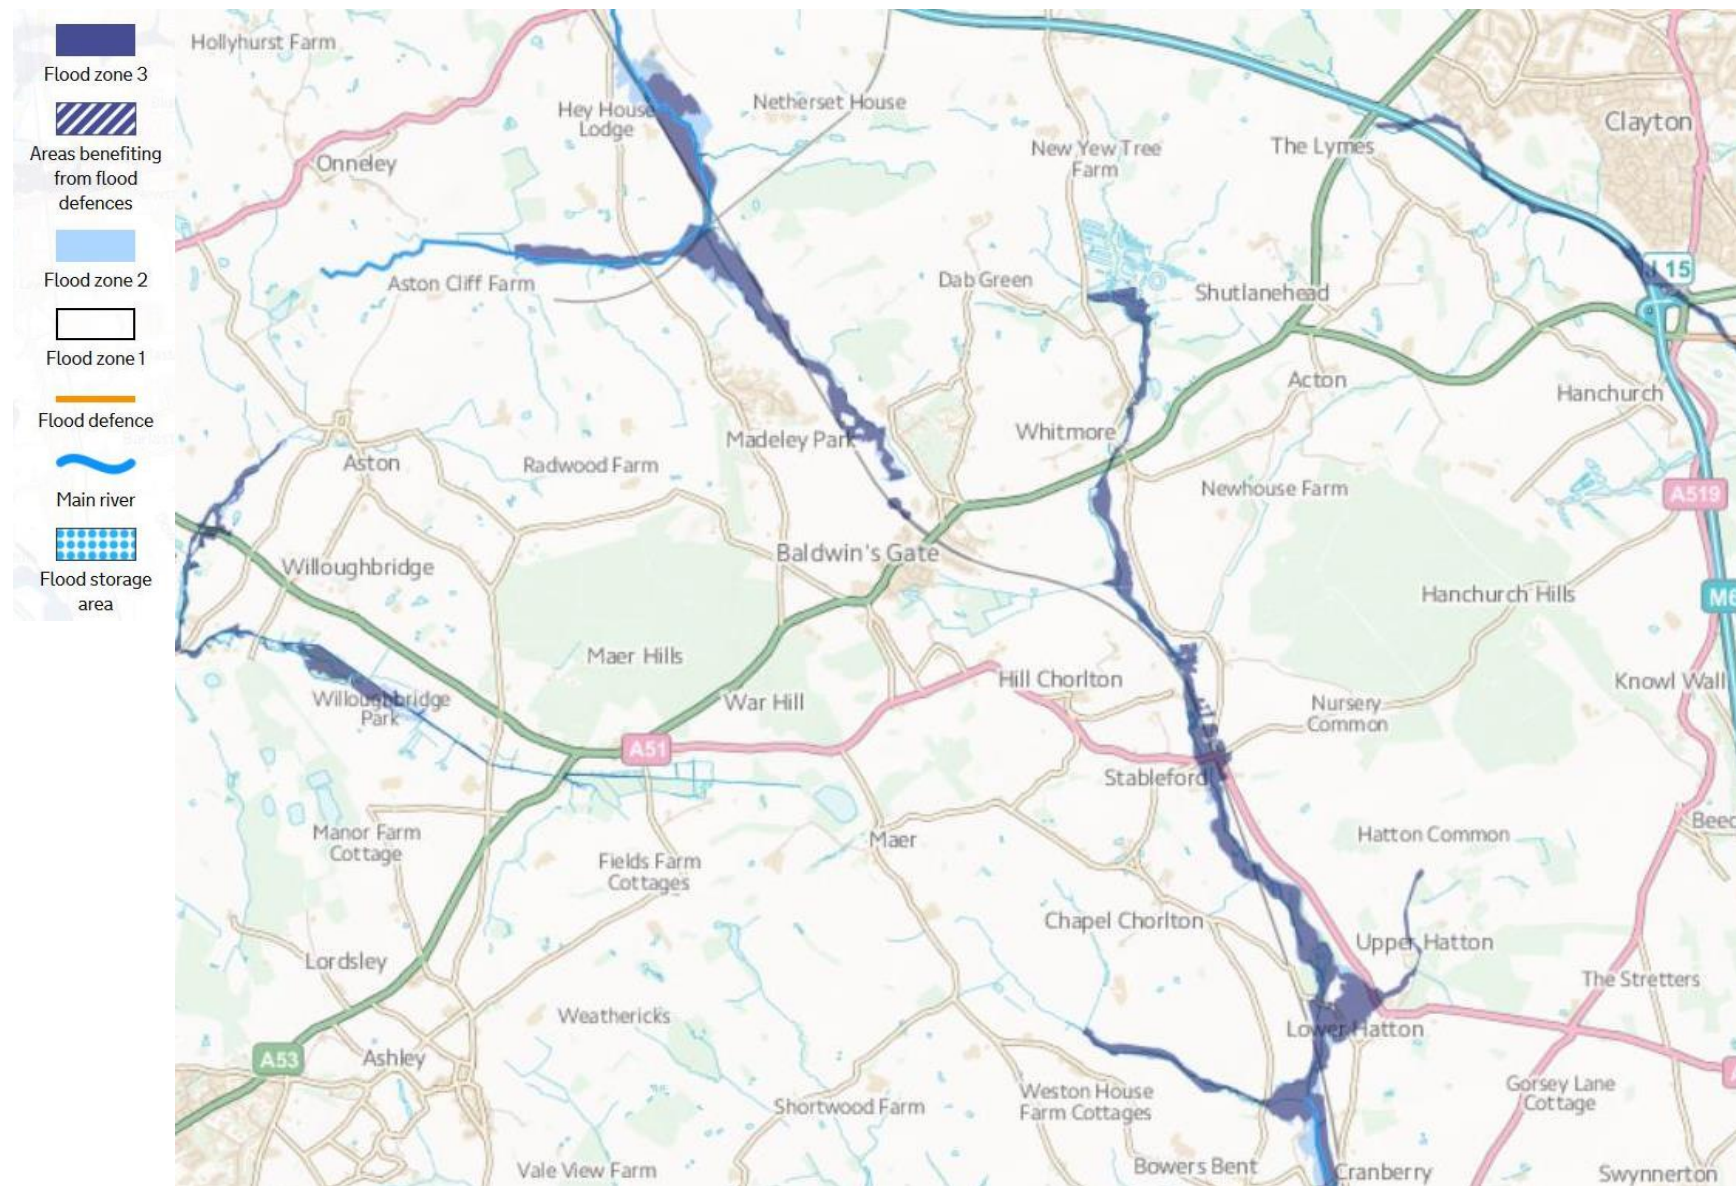 Flood zone 3
Areas benefiting
from flood
defences
Flood zone 2
Flood zone 1
Flood defence
Main river
Flood storage
area
Hollyhurst Farm
Hey House
Lodge
Netherset House
Onneley
New Yew Tree
Farm
The Lymes
Clayton
Aston Cliff Farm
Dab Green
Shutlanehead
15
Acton
Hanchurch
Madeley Park
Whitmore
Aston
Radwood Farm
Newhouse Farm
A519
Baldwin's Gate
Willoughbridge
Hanchurch Hills
M6
Maer Hills
Hill Chorlton
Knowl Wall
Willoughbridge
Park
War Hill
Nursery
Common
A51
Stableford
Manor Farm
Cottage
Maer
Hatton Common
Beec
Fields Farm
Cottages
Chapel Chorlton
Upper Hatton
Lordsley
The Stretters
Weathericks
Lower Hatton
A53
Ashley
A
Weston House
Farm Cottages
Gorsey Lane
Cottage
Shortwood Farm
Vale View Farm
Bowers Bent
Cranberry
Swynnerton